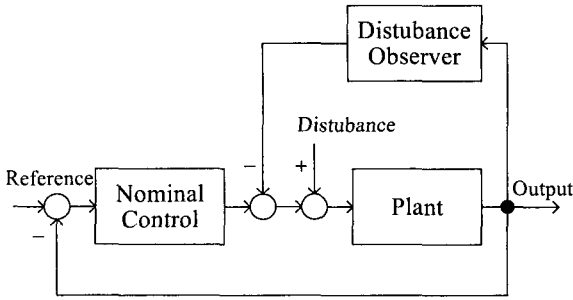 Distubance
Observer
Distubance
−
+
Reference
Nominal
Control
Plant
Output
−